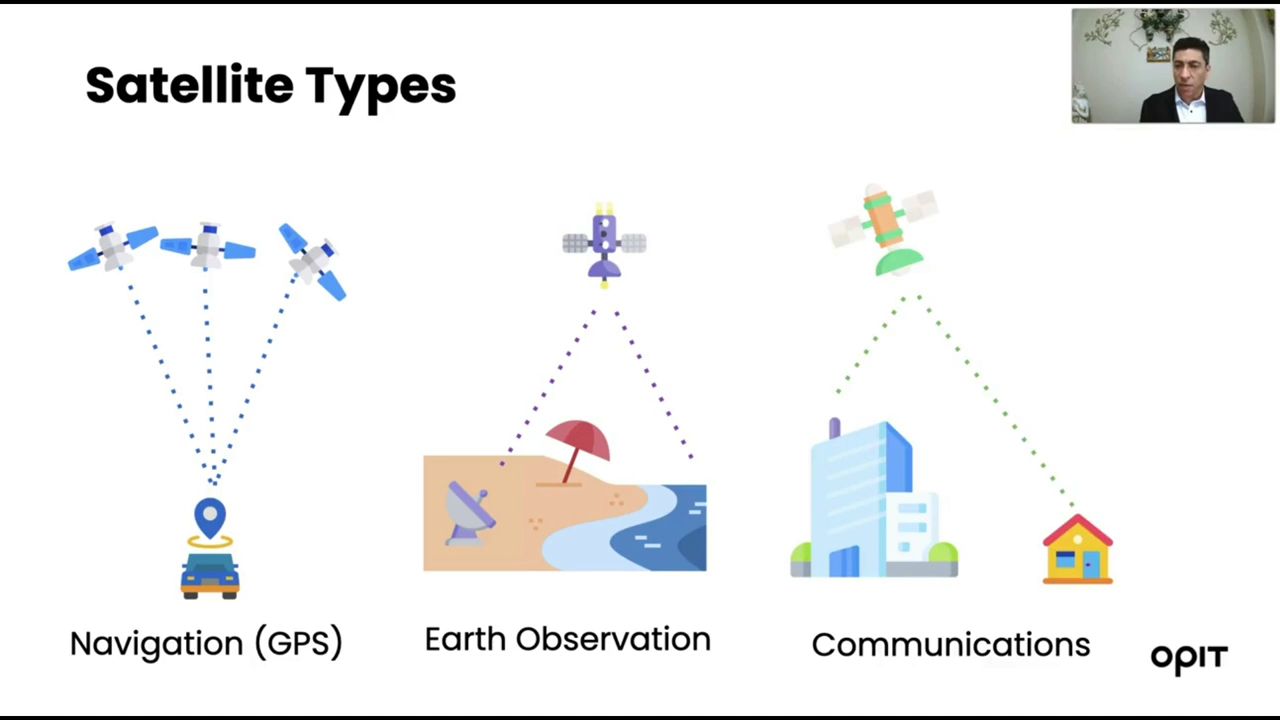 Satellite Types
Navigation (GPS)
Earth Observation
Communications
OPIT